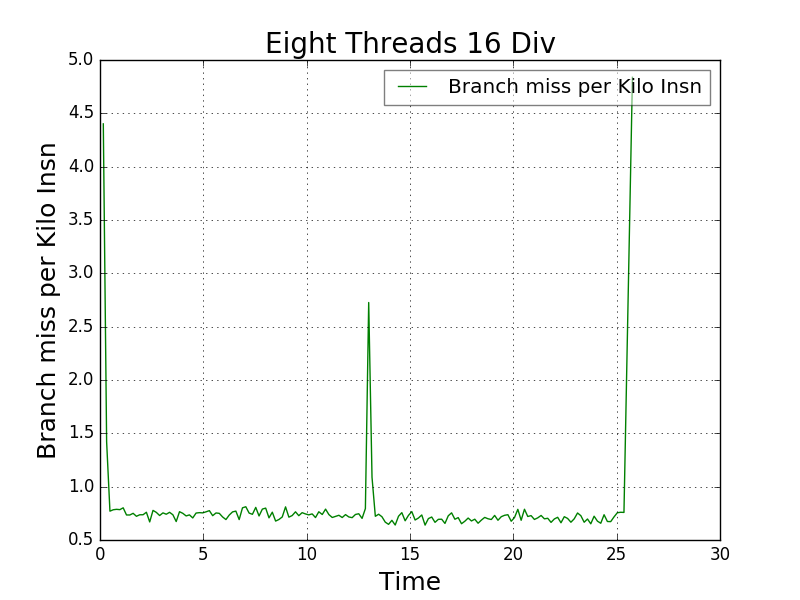 Eight Threads 16 Div
Branch miss per Kilo Insn
Branch miss per Kilo Insn
5.0
4.5
4.0
3.5
3.0
2.5
2.0
1.5
1.0
0.5
0 5 10 15 20 25 30
Time